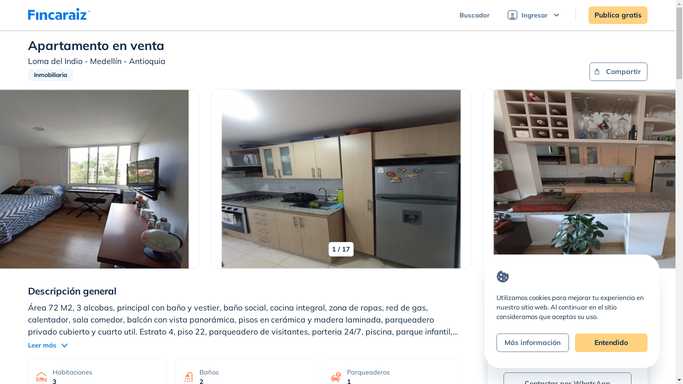 Fincaraiz
Buscador
Ingresar
Publica gratis
Apartamento en venta
Loma del Indio - Medellín - Antioquia
Inmobiliaria
Compartir
1 / 17
Descripción general
Área 72 M2, 3 alcobas, principal con baño y vestier, baño social, cocina integral, zona de ropas, red de gas,
calentador, sala comedor, balcón con vista panorámica, pisos en cerámica y madera laminada, parqueadero
privado cubierto y cuarto util. Estrato 4, piso 22, parqueadero de visitantes, porteria 24/7, piscina, parque infantil,...
Leer más
Habitaciones
3
Baños
2
Parqueaderos
1
Utilizamos cookies para mejorar tu experiencia en
nuestro sitio web. Al continuar en el sitio
consideramos que aceptas su uso.
Más información
Entendido
Contactar por WhatsApp